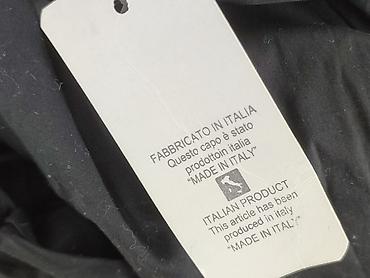 FABBRICATO IN ITALIA
Questo capo è stato
prodottoin italia
"MADE IN ITALY"
ITALIAN PRODUCT
This article has been
produced in italy
"MADE IN ITALY"